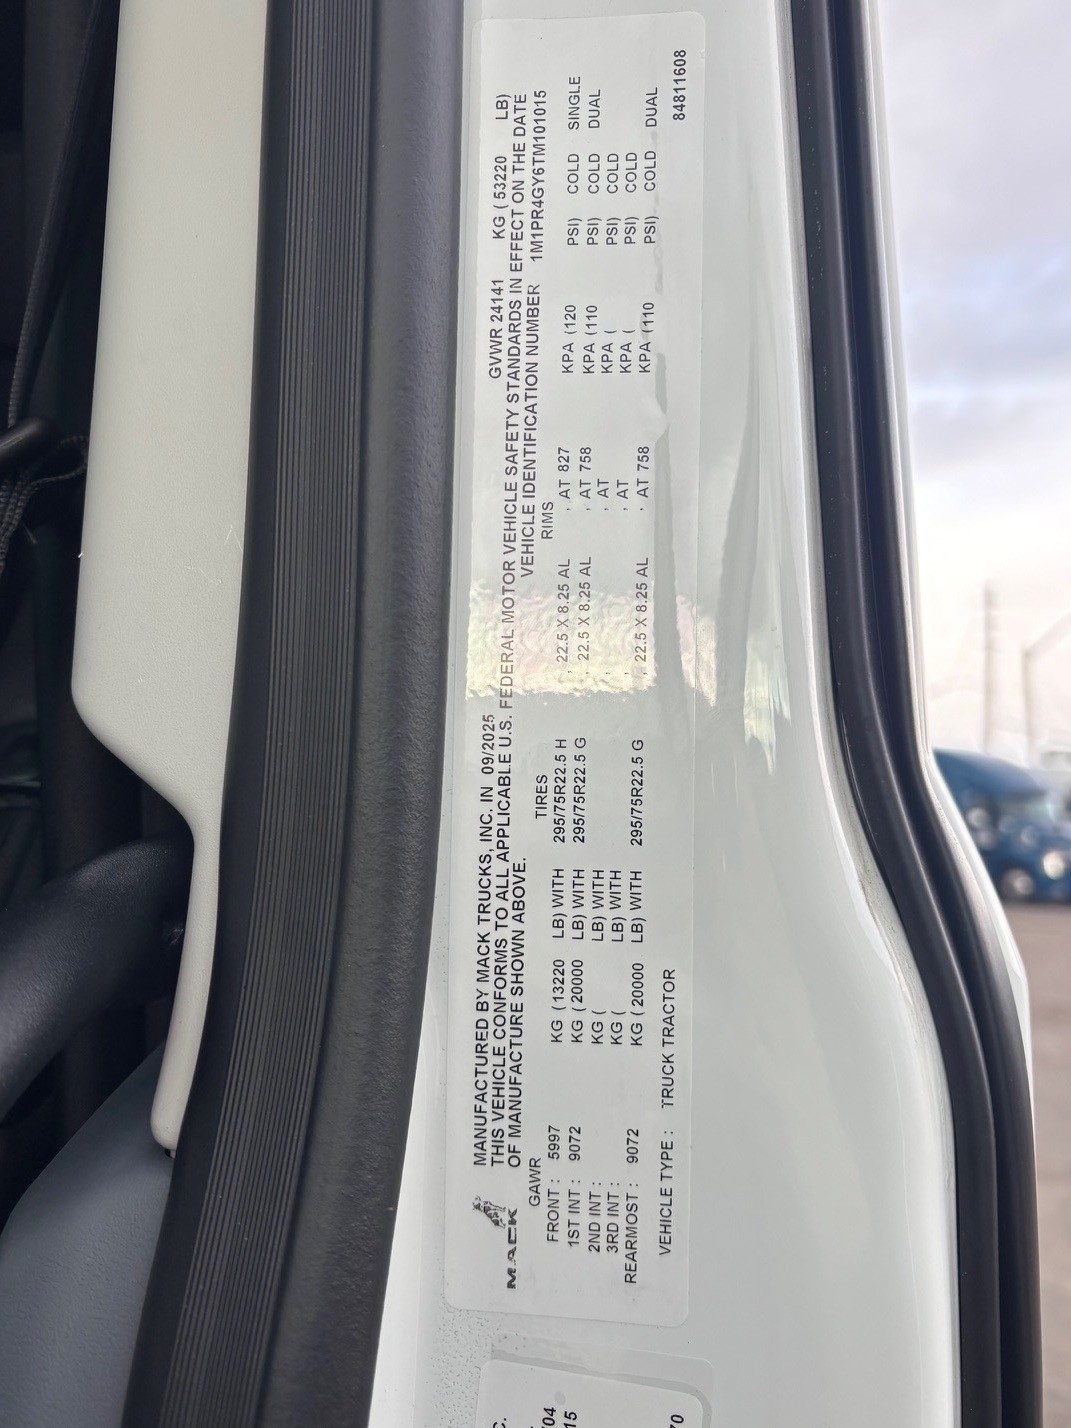 MACK
MANUFACTURED BY MACK TRUCKS, INC. IN 09/2025 GVWR 24141 KG ( 53220 LB)
THIS VEHICLE CONFORMS TO ALL APPLICABLE U.S. FEDERAL MOTOR VEHICLE SAFETY STANDARDS IN EFFECT ON THE DATE
OF MANUFACTURE SHOWN ABOVE. VEHICLE IDENTIFICATION NUMBER 1M1PR4GY6TM101015
GAWR TIRES RIMS
FRONT : 5997 KG (13220 LB) WITH 295/75R22.5 H , 22.5 X 8.25 AL , AT 827 KPA (120 PSI) COLD SINGLE
1ST INT : 9072 KG (20000 LB) WITH 295/75R22.5 G , 22.5 X 8.25 AL , AT 758 KPA (110 PSI) COLD DUAL
2ND INT : KG ( LB) WITH , , AT KPA ( PSI) COLD
3RD INT : KG ( LB) WITH , , AT KPA ( PSI) COLD
REARMOST : 9072 KG (20000 LB) WITH 295/75R22.5 G , 22.5 X 8.25 AL , AT 758 KPA (110 PSI) COLD DUAL
VEHICLE TYPE : TRUCK TRACTOR
84811608
C.
704
15
70